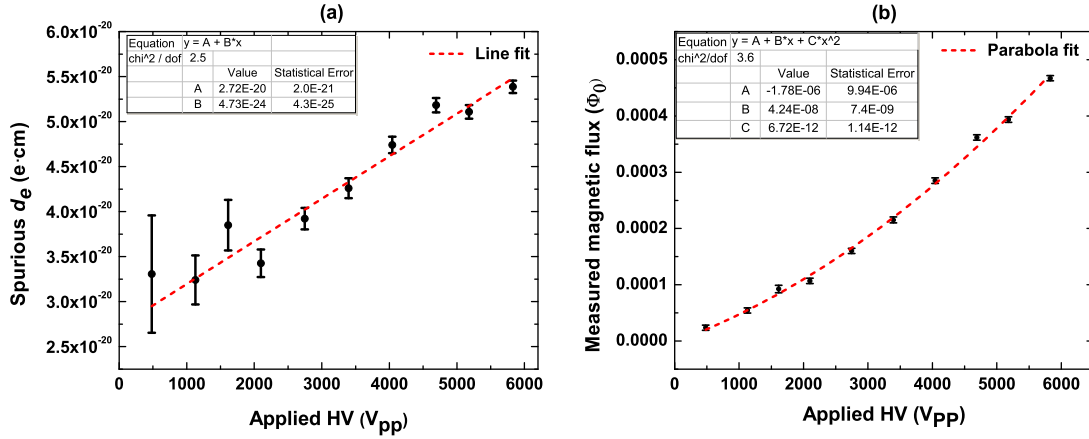 (a)
Equation y = A + B*x
chi^2 / dof 2.5
Value Statistical Error
A 2.72E-20 2.0E-21
B 4.73E-24 4.3E-25
Line fit
6.0x10⁻²⁰
5.5x10⁻²⁰
5.0x10⁻²⁰
4.5x10⁻²⁰
4.0x10⁻²⁰
3.5x10⁻²⁰
3.0x10⁻²⁰
2.5x10⁻²⁰
Spurious dₑ (e·cm)
0 1000 2000 3000 4000 5000 6000
Applied HV (Vpp)
(b)
Equation y = A + B*x + C*x^2
chi^2/dof 3.6
Value Statistical Error
A -1.78E-06 9.94E-06
B 4.24E-08 7.4E-09
C 6.72E-12 1.14E-12
Parabola fit
0.0005
0.0004
0.0003
0.0002
0.0001
0.0000
Measured magnetic flux (Φ₀)
0 1000 2000 3000 4000 5000 6000
Applied HV (VPP)